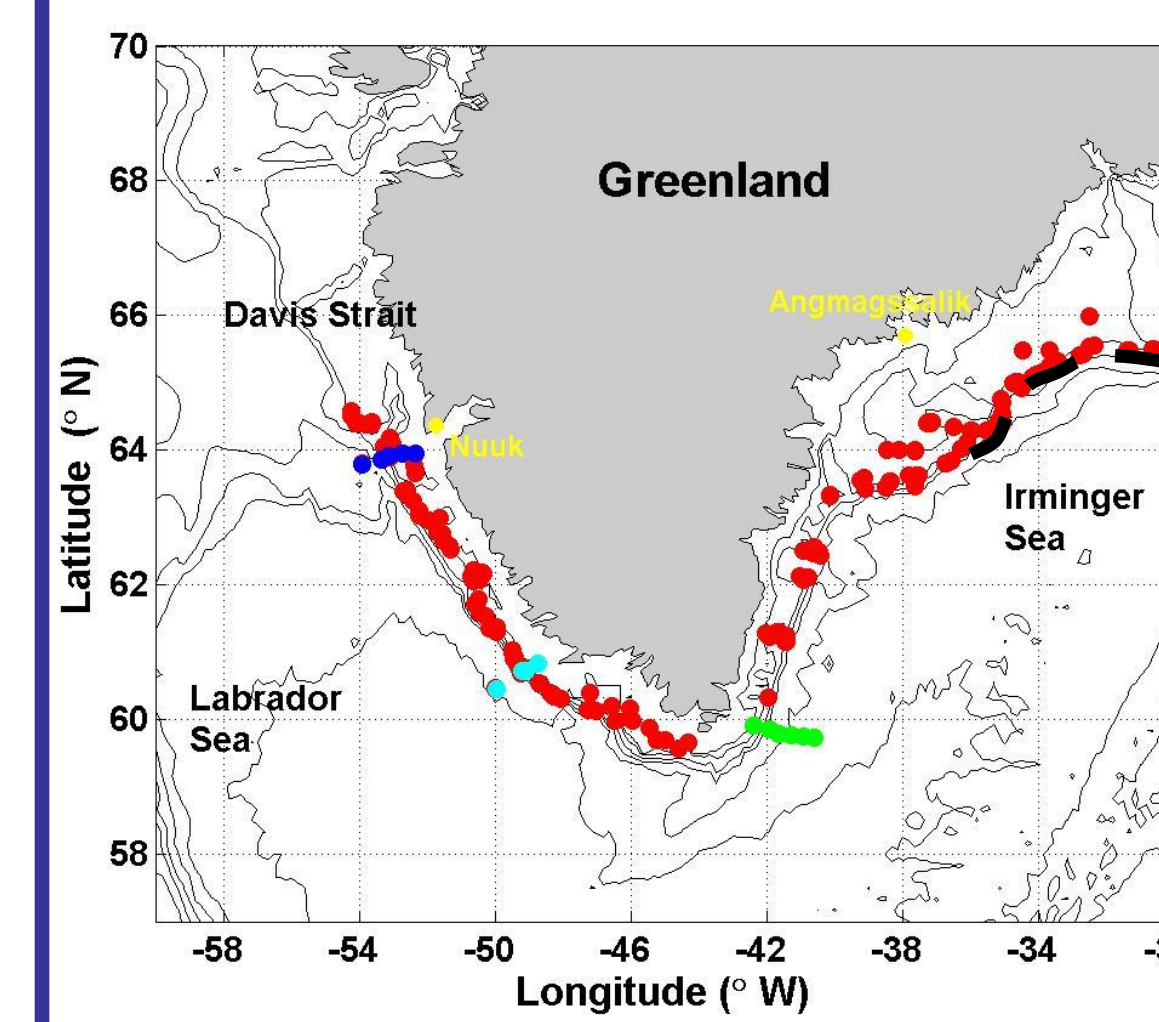 70
68
Greenland
Angmagssalik
66
Davis Strait
64
Nuuk
Irminger
Sea
62
Labrador
Sea
60
58
Latitude (° N)
-58 -54 -50 -46 -42 -38 -34
Longitude (° W)